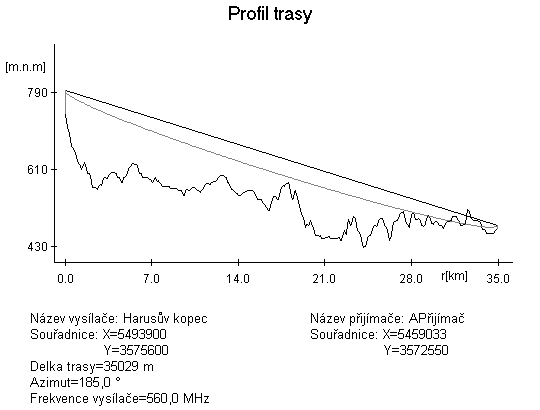 Profil trasy
[m.n.m]
790
610
430
0.0 7.0 14.0 21.0 28.0 r[km] 35.0
Název vysílače: Harusův kopec
Souřadnice: X=5493900
Y=3575600
Delka trasy=35029 m
Azimut=185,0 °
Frekvence vysílače=560,0 MHz
Název přijímače: APřijímač
Souřadnice: X=5459033
Y=3572550